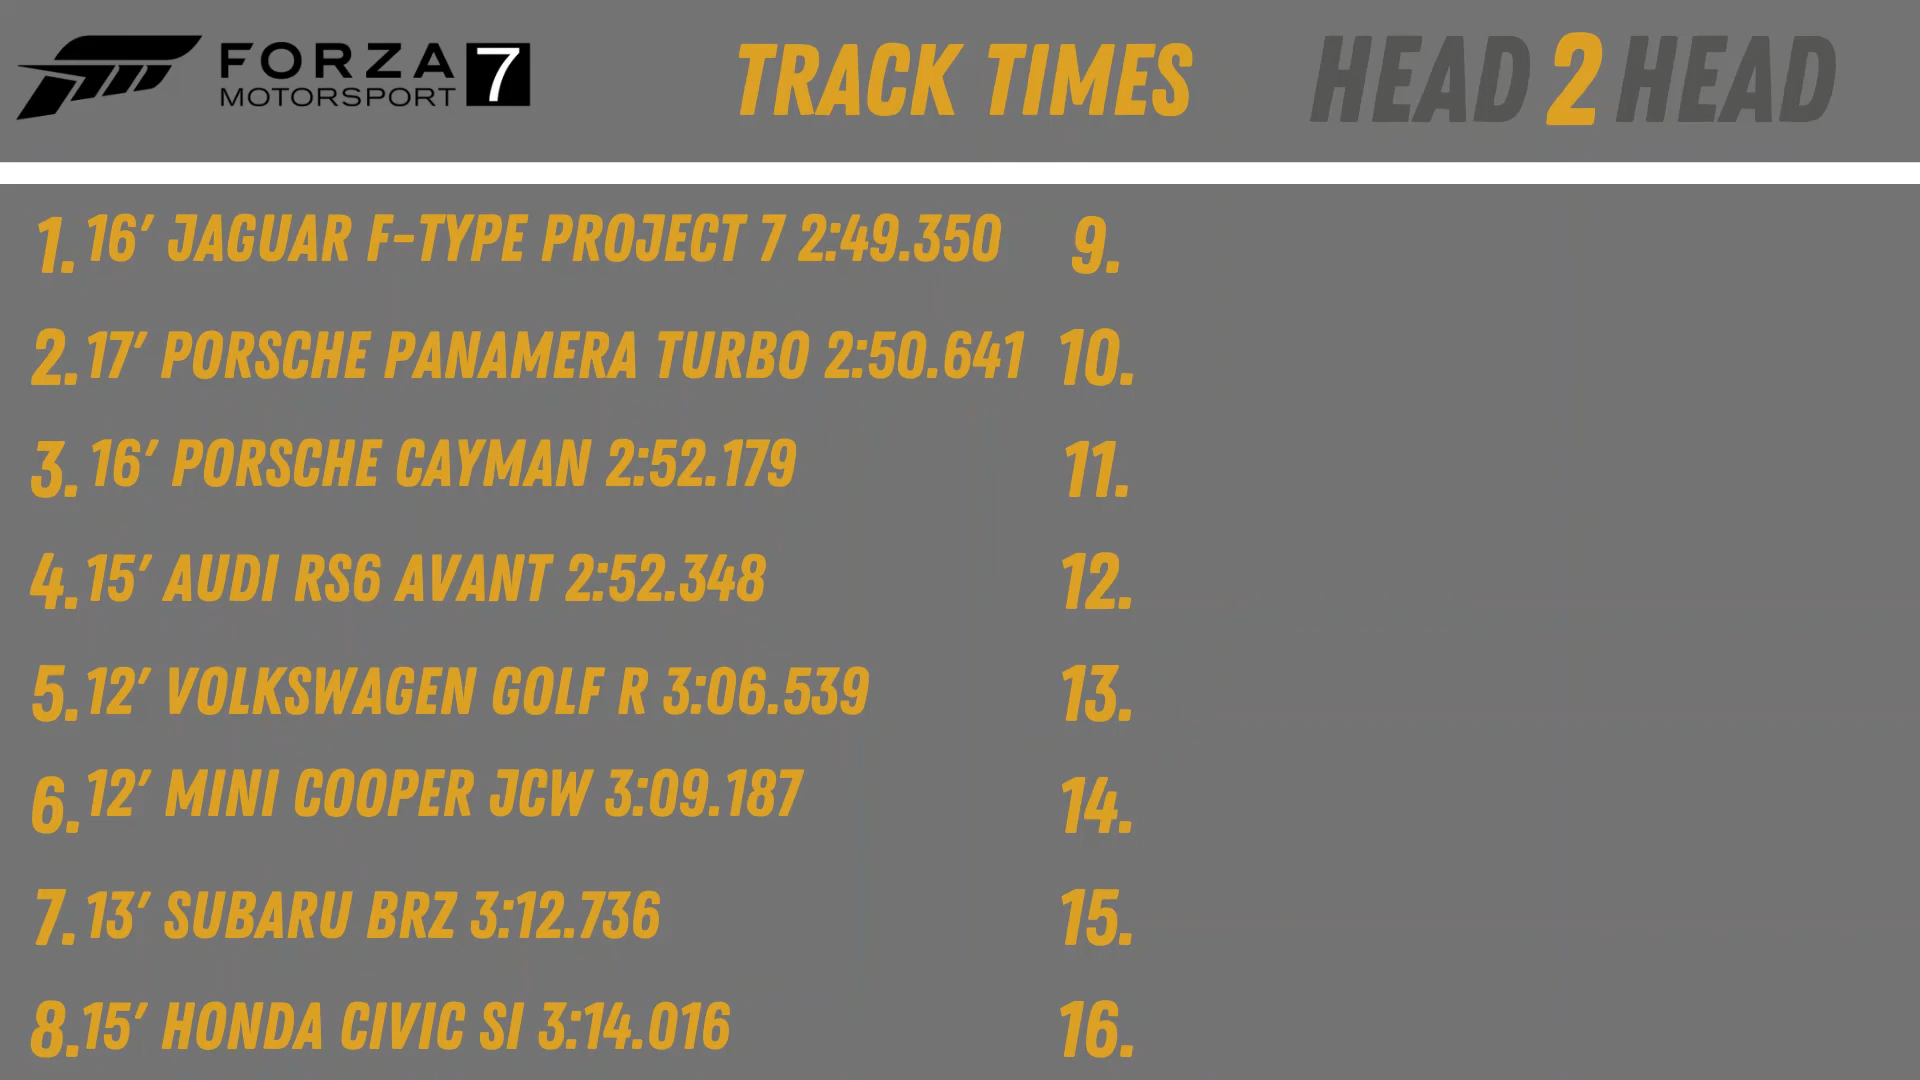 FORZA
MOTORSPORT 7
TRACK TIMES
HEAD 2 HEAD
1. 16' JAGUAR F-TYPE PROJECT 7 2:49.350
2. 17' PORSCHE PANAMERA TURBO 2:50.641
3. 16' PORSCHE CAYMAN 2:52.179
4. 15' AUDI RS6 AVANT 2:52.348
5. 12' VOLKSWAGEN GOLF R 3:06.539
6. 12' MINI COOPER JCW 3:09.187
7. 13' SUBARU BRZ 3:12.736
8. 15' HONDA CIVIC SI 3:14.016
9.
10.
11.
12.
13.
14.
15.
16.